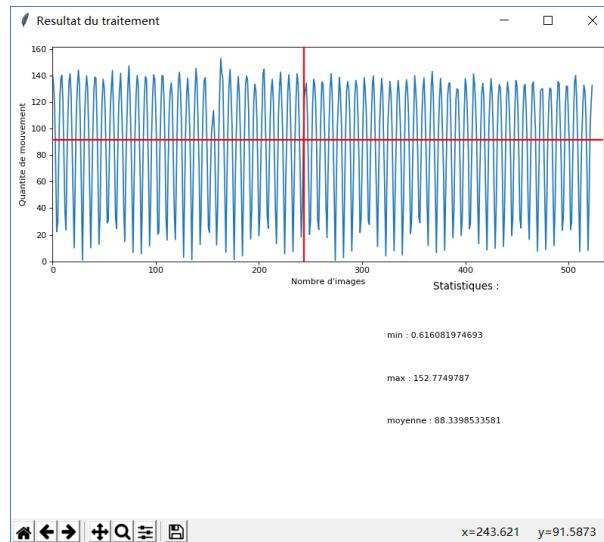 Resultat du traitement
160
140
120
100
80
60
40
20
0
Quantite de mouvement
0 100 200 300 400 500
Nombre d'images
Statistiques :
min : 0.616081974693
max : 152.7749787
moyenne : 88.3398533581
x=243.621 y=91.5873